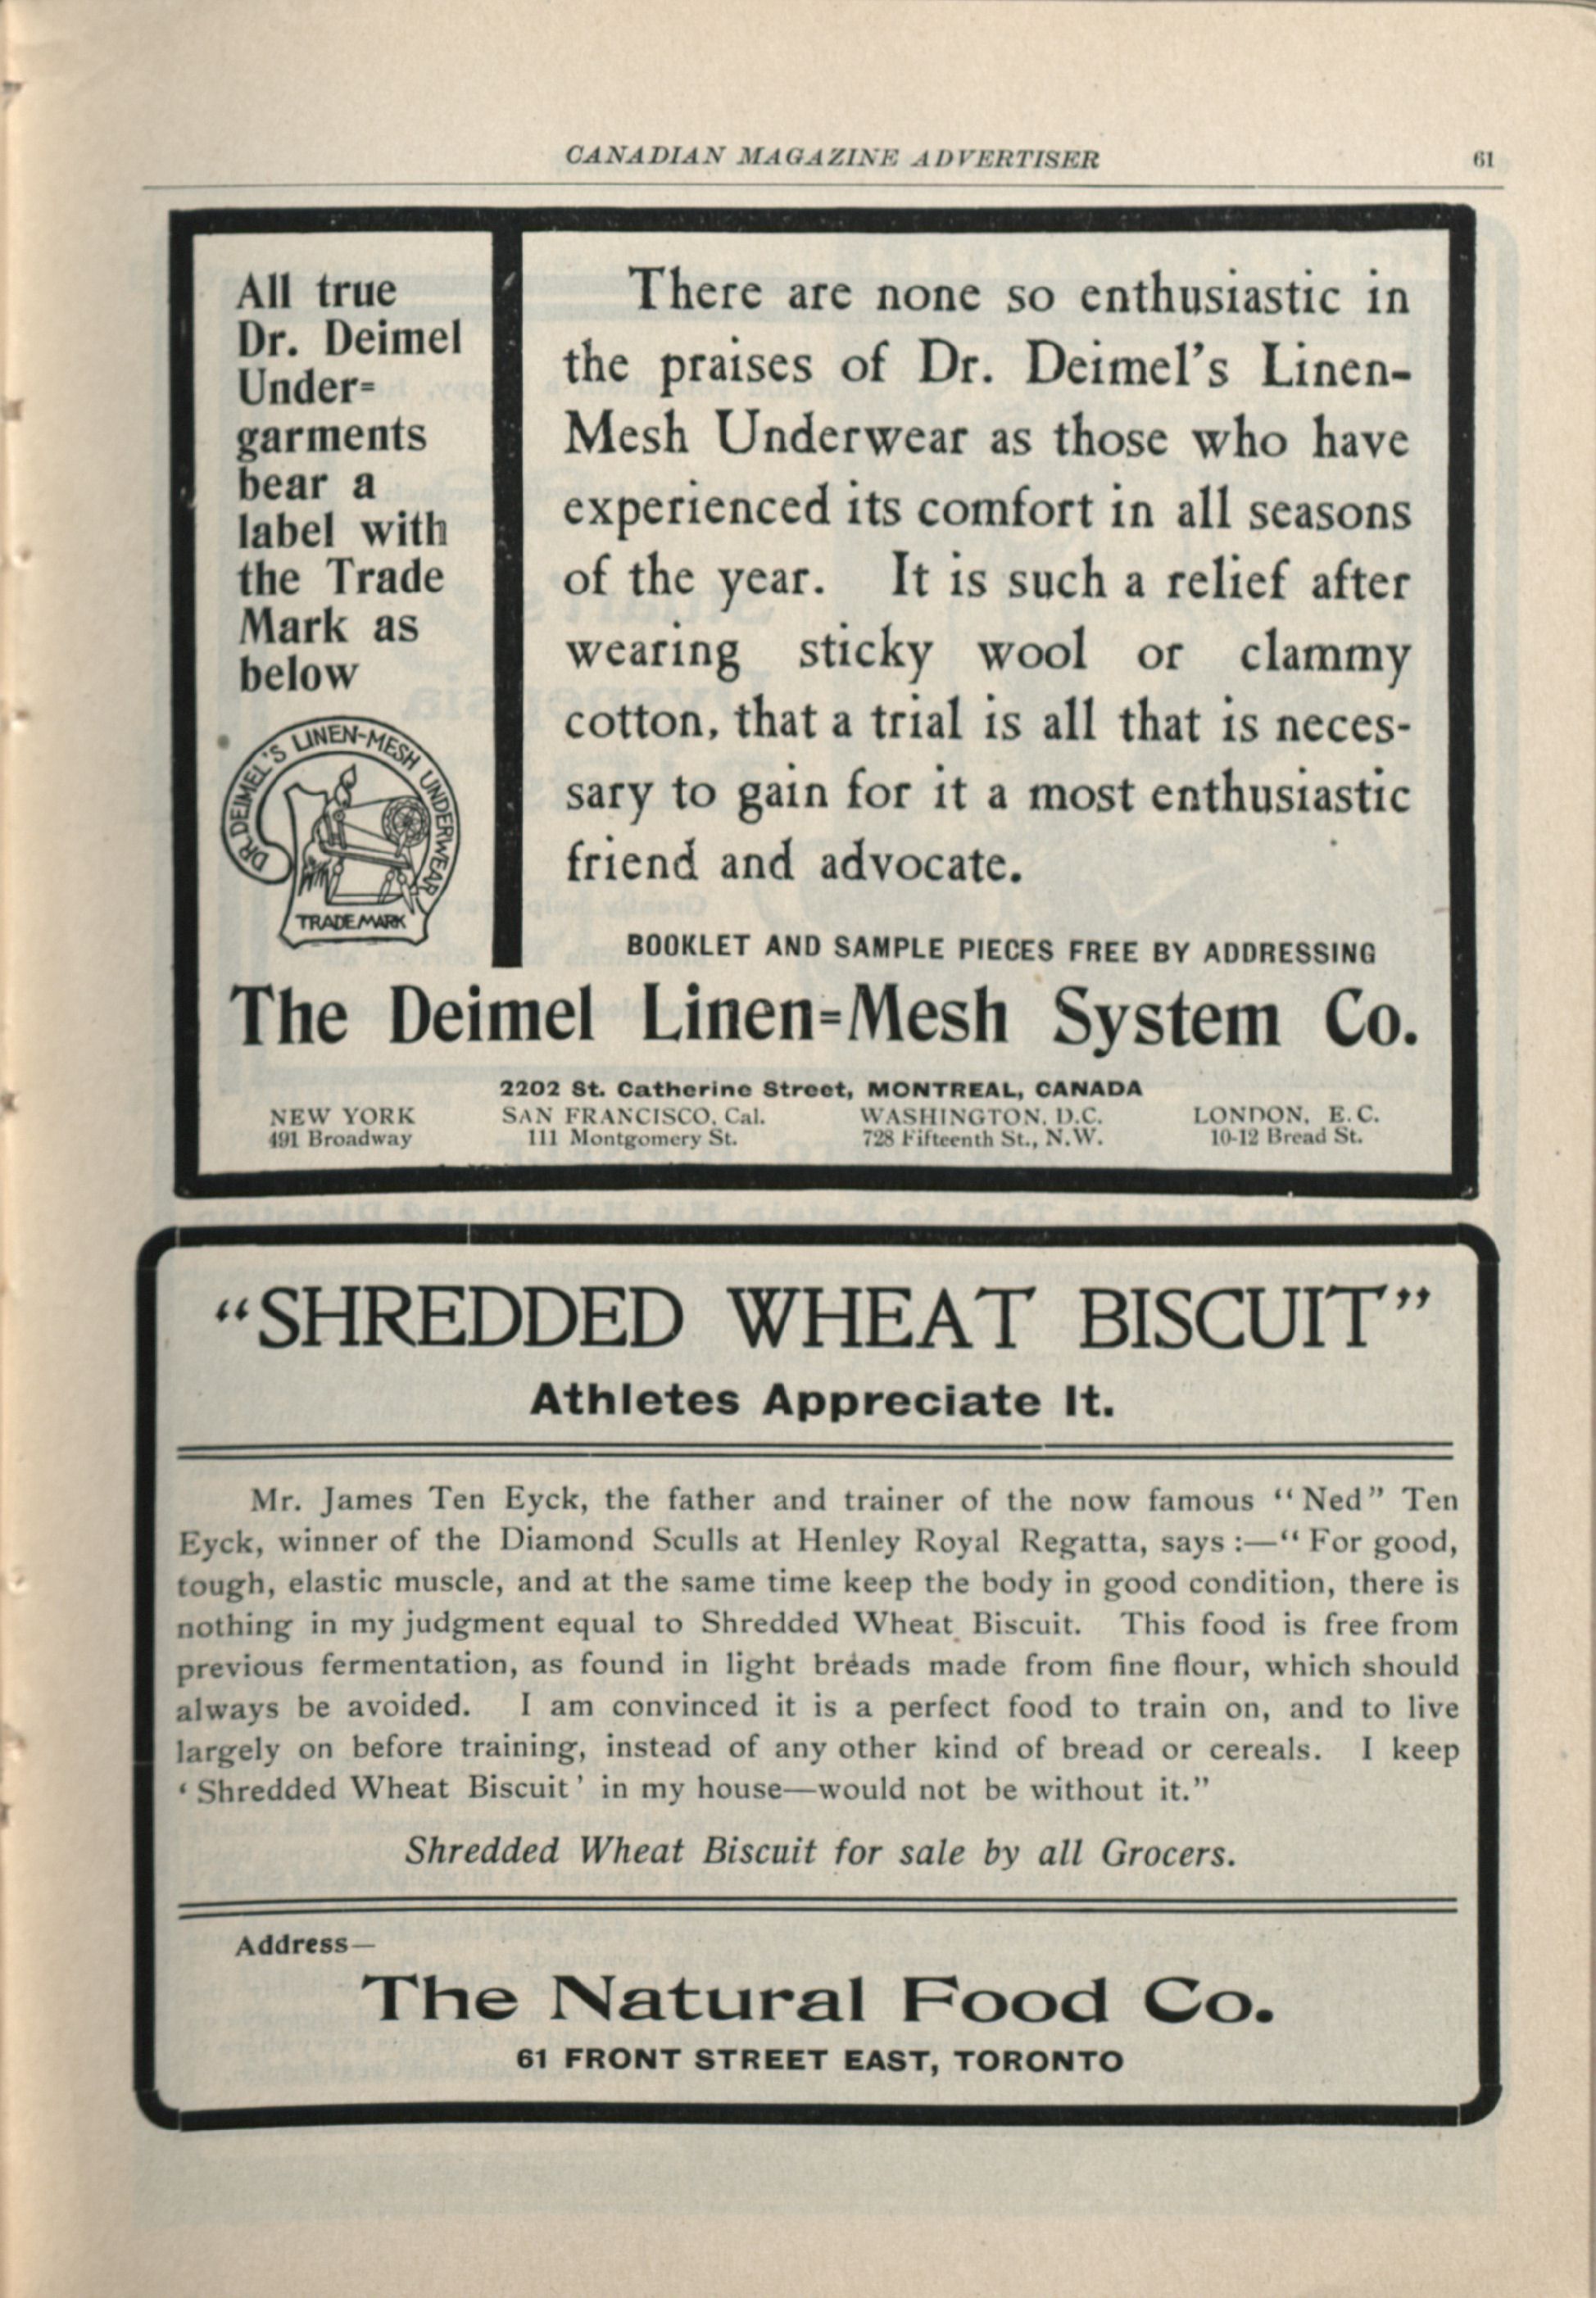 CANADIAN MAGAZINE ADVERTISER 61
All true
Dr. Deimel
Under-
garments
bear a
label with
the Trade
Mark as
below
DR. DEIMEL'S LINEN-MESH UNDERWEAR
TRADE MARK
There are none so enthusiastic in
the praises of Dr. Deimel's Linen-
Mesh Underwear as those who have
experienced its comfort in all seasons
of the year. It is such a relief after
wearing sticky wool or clammy
cotton, that a trial is all that is neces-
sary to gain for it a most enthusiastic
friend and advocate.
BOOKLET AND SAMPLE PIECES FREE BY ADDRESSING
The Deimel Linen-Mesh System Co.
2202 St. Catherine Street, MONTREAL, CANADA
NEW YORK SAN FRANCISCO, Cal. WASHINGTON, D.C. LONDON, E.C.
491 Broadway 111 Montgomery St. 728 Fifteenth St., N.W. 10-12 Bread St.
"SHREDDED WHEAT BISCUIT"
Athletes Appreciate It.
Mr. James Ten Eyck, the father and trainer of the now famous "Ned" Ten
Eyck, winner of the Diamond Sculls at Henley Royal Regatta, says :—"For good,
tough, elastic muscle, and at the same time keep the body in good condition, there is
nothing in my judgment equal to Shredded Wheat Biscuit. This food is free from
previous fermentation, as found in light breads made from fine flour, which should
always be avoided. I am convinced it is a perfect food to train on, and to live
largely on before training, instead of any other kind of bread or cereals. I keep
'Shredded Wheat Biscuit' in my house—would not be without it."
Shredded Wheat Biscuit for sale by all Grocers.
Address—
The Natural Food Co.
61 FRONT STREET EAST, TORONTO